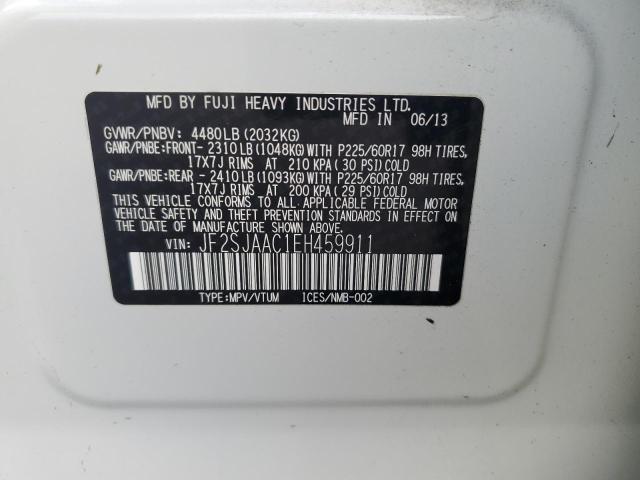 MFD BY FUJI HEAVY INDUSTRIES LTD.
MFD IN 06/13
GVWR/PNBV: 4480LB (2032KG)
GAWR/PNBE:FRONT- 2310LB (1048KG) WITH P225/60R17 98H TIRES,
17X7J RIMS AT 210 KPA (30 PSI) COLD
GAWR/PNBE:REAR - 2410LB (1093KG) WITH P225/60R17 98H TIRES,
17X7J RIMS AT 200 KPA (29 PSI) COLD
THIS VEHICLE CONFORMS TO ALL APPLICABLE FEDERAL MOTOR
VEHICLE SAFETY AND THEFT PREVENTION STANDARDS IN EFFECT ON
THE DATE OF MANUFACTURE SHOWN ABOVE.
VIN: JF2SJAAC1EH459911
TYPE:MPV/VTUM ICES/NMB-002